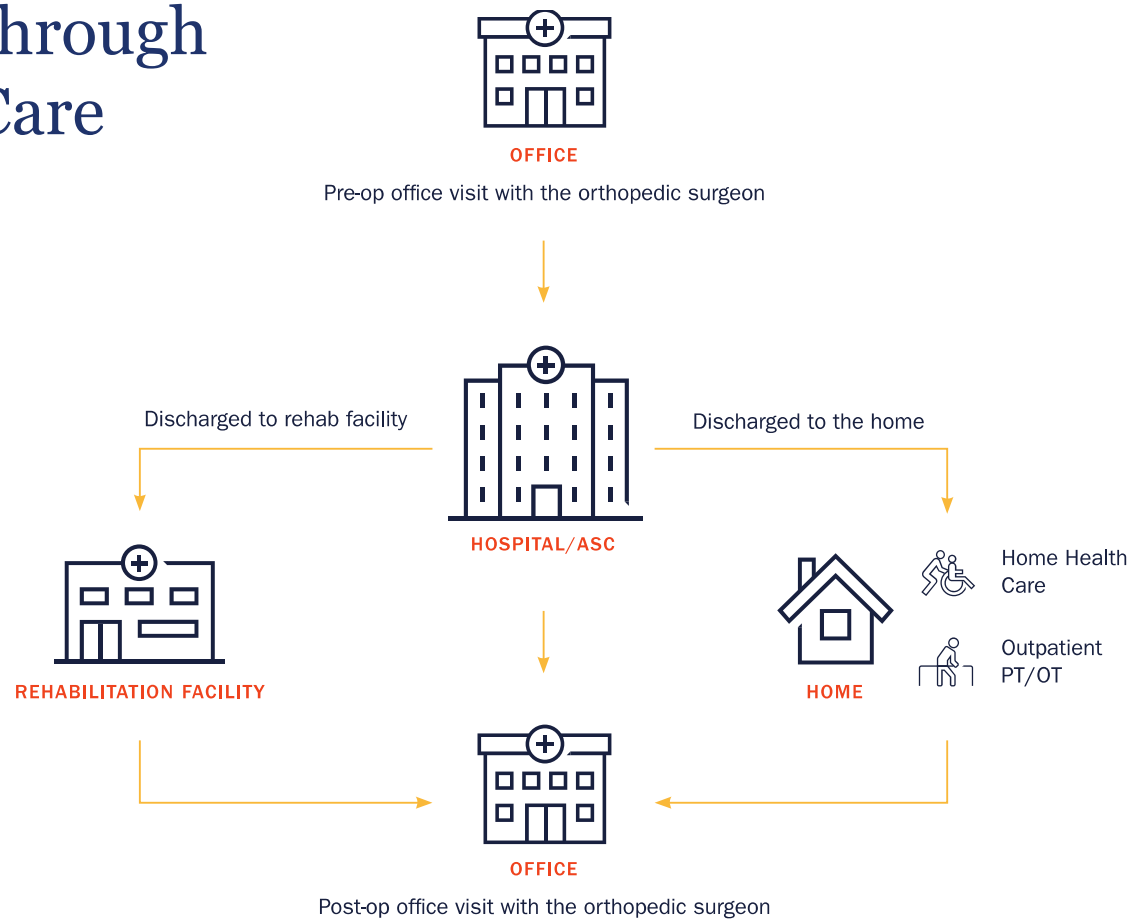 hrough
Care
OFFICE
Pre-op office visit with the orthopedic surgeon
Discharged to rehab facility
Discharged to the home
HOSPITAL/ASC
Home Health
Care
Outpatient
PT/OT
REHABILITATION FACILITY
HOME
OFFICE
Post-op office visit with the orthopedic surgeon